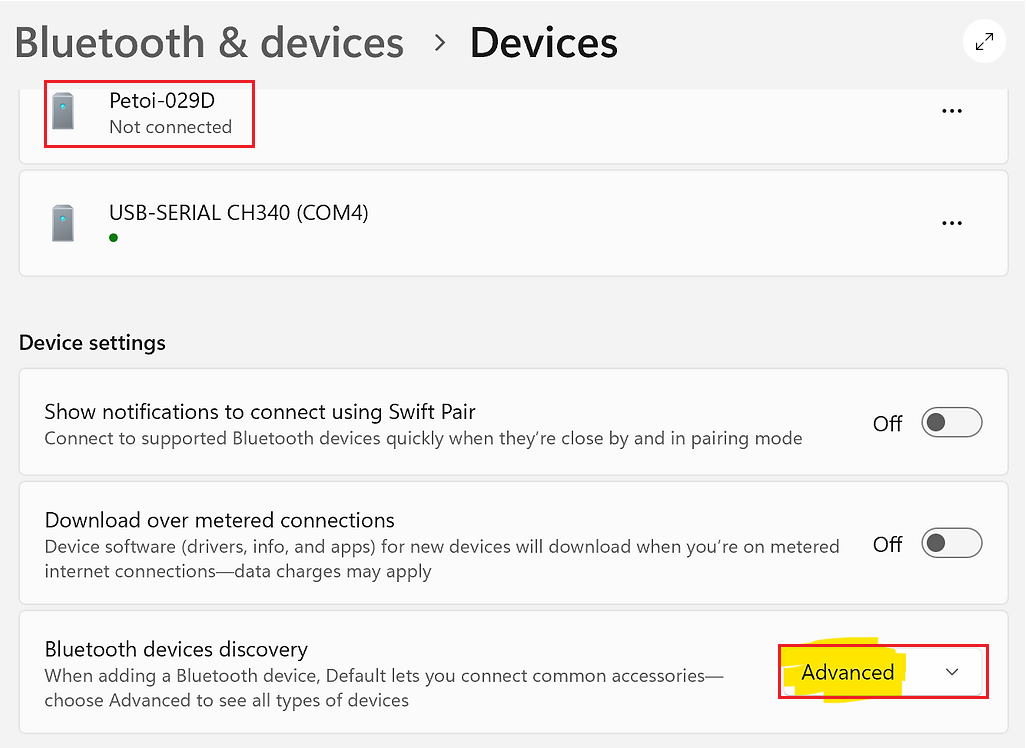 Bluetooth & devices > Devices
Petoi-029D
Not connected
USB-SERIAL CH340 (COM4)
Device settings
Show notifications to connect using Swift Pair
Connect to supported Bluetooth devices quickly when they’re close by and in pairing mode
Off
Download over metered connections
Device software (drivers, info, and apps) for new devices will download when you’re on metered
internet connections—data charges may apply
Off
Bluetooth devices discovery
When adding a Bluetooth device, Default lets you connect common accessories—
choose Advanced to see all types of devices
Advanced